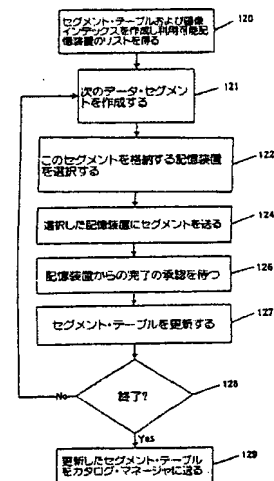 セグメント・テーブルおよび鏡像
インデックスを作成し利用可能記
憶装置のリストを得る
120
次のデータ・セグメン
トを作成する
121
このセグメントを格納する記憶装置
を選択する
122
選択した記憶装置にセグメントを送る
124
記憶装置からの完了の承認を待つ
126
セグメント・テーブルを更新する
127
終了?
128
No
Yes
更新したセグメント・テーブル
をカタログ・マネージャに送る
129